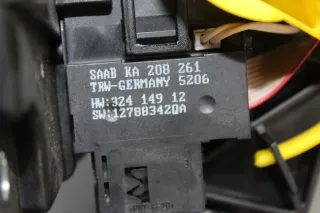 SAAB KA 208 261
TRW-GERMANY 5206
HW:324 149 12
SW:12788342DA